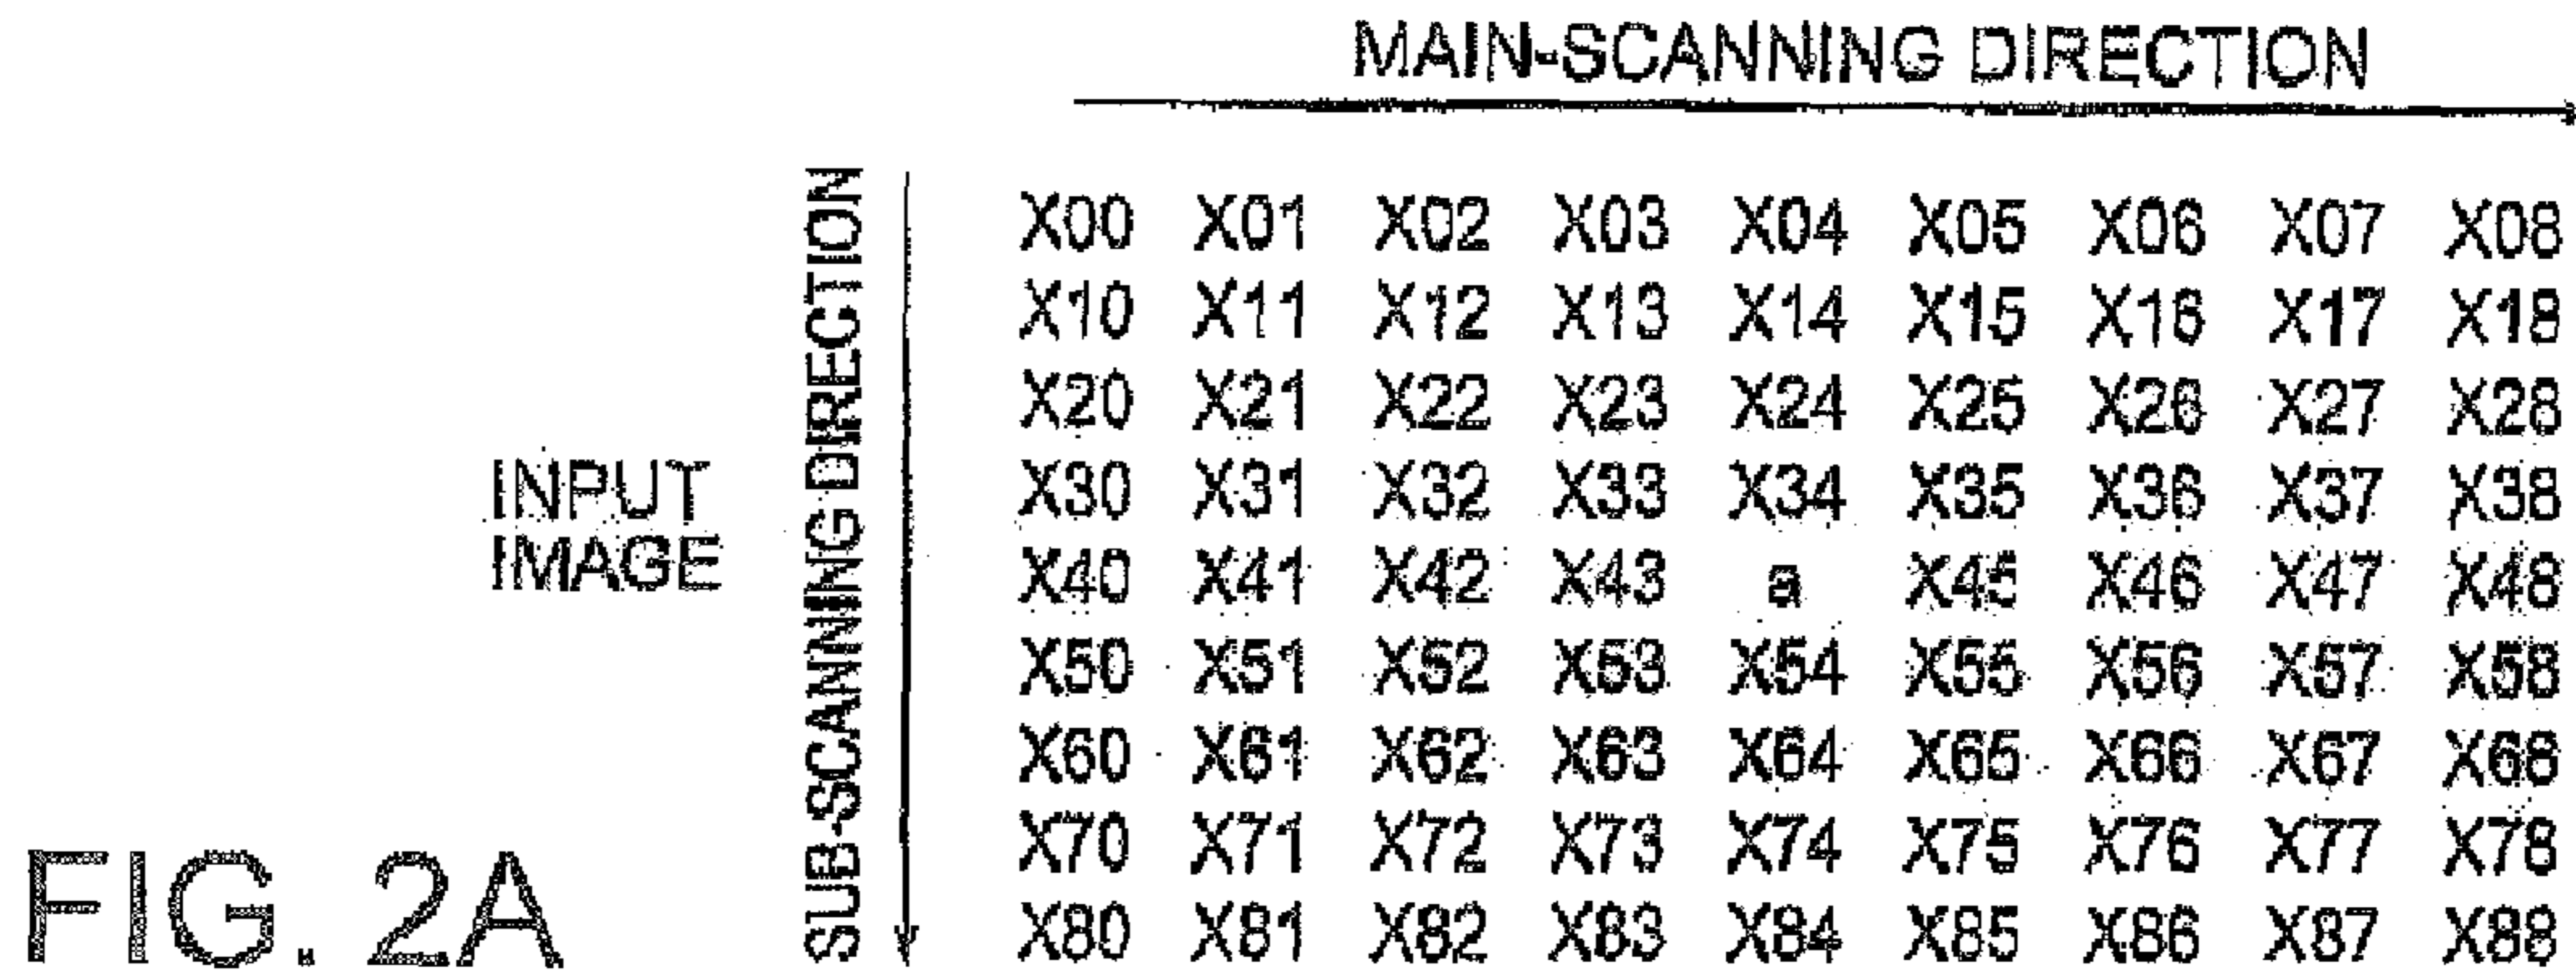 MAIN-SCANNING DIRECTION
SUB-SCANNING DIRECTION
INPUT
IMAGE
X00 X01 X02 X03 X04 X05 X06 X07 X08
X10 X11 X12 X13 X14 X15 X16 X17 X18
X20 X21 X22 X23 X24 X25 X26 X27 X28
X30 X31 X32 X33 X34 X35 X36 X37 X38
X40 X41 X42 X43 a X45 X46 X47 X48
X50 X51 X52 X53 X54 X55 X56 X57 X58
X60 X61 X62 X63 X64 X65 X66 X67 X68
X70 X71 X72 X73 X74 X75 X76 X77 X78
X80 X81 X82 X83 X84 X85 X86 X87 X88
FIG. 2A